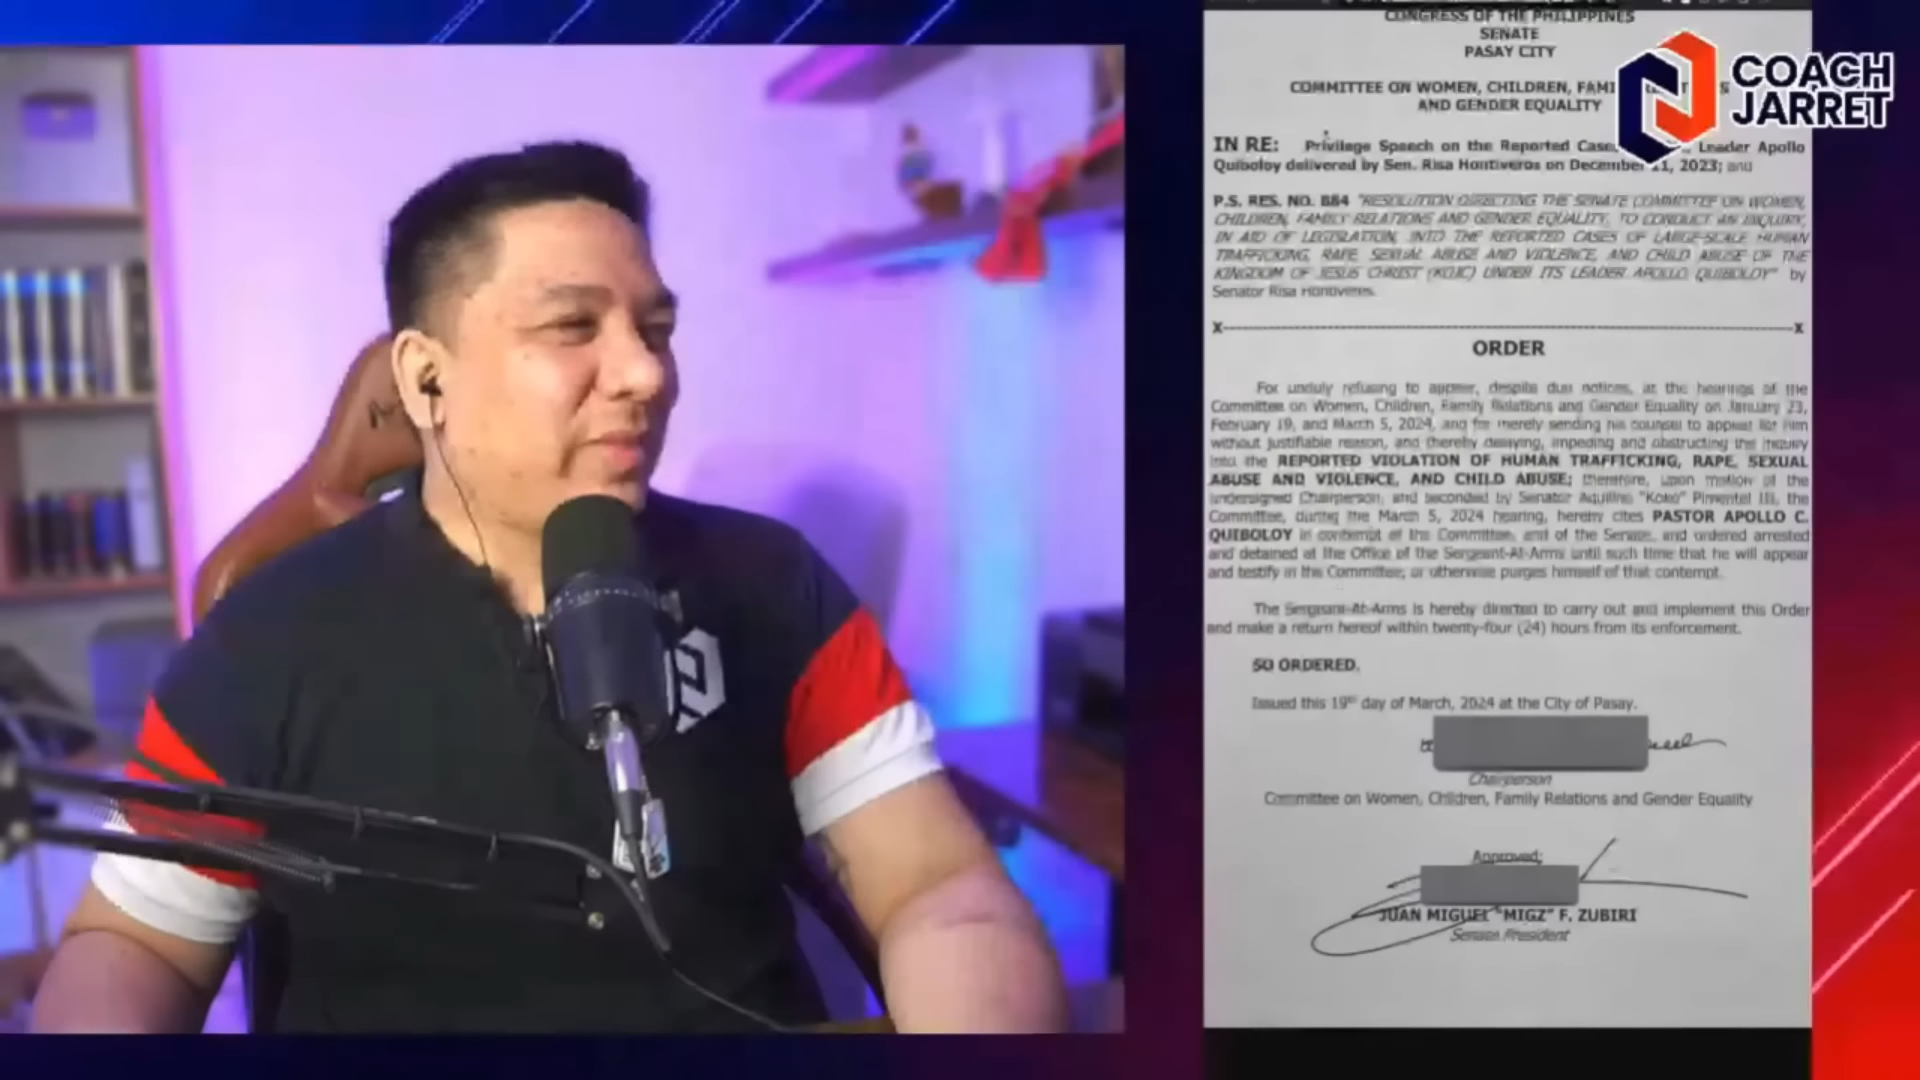 CONGRESS OF THE PHILIPPINES
SENATE
PASAY CITY
COACH
JARRET
COMMITTEE ON WOMEN, CHILDREN,
AND GENDER EQUALITY
IN RE: Privilege Speech on the Reported Leader Apollo
Quiboloy delivered by Sen. Risa Hontiveros on December 11, 2023; and
P.S. RES. NO. 884 "RESOLUTION DIRECTING THE SENATE COMMITTEE ON WOMEN,
CHILDREN, FAMILY RELATIONS AND GENDER EQUALITY, TO CONDUCT AN INQUIRY,
IN AID OF LEGISLATION, INTO THE REPORTED CASES OF LARGE-SCALE HUMAN
TRAFFICKING, RAPE, SEXUAL ABUSE AND VIOLENCE, AND CHILD ABUSE OF THE
KINGDOM OF JESUS CHRIST (KOJC) UNDER ITS LEADER APOLLO QUIBOLOY" by
Senator Risa Hontiveros.
X-----------------------------------------------------------------X
ORDER
For unduly refusing to appear, despite due notices, at the hearings of the
Committee on Women, Children, Family Relations and Gender Equality on January 23,
February 19, and March 5, 2024, and for merely sending his counsel to appear for him
without justifiable reason, and thereby delaying, impeding and obstructing the inquiry
into the REPORTED VIOLATION OF HUMAN TRAFFICKING, RAPE, SEXUAL
ABUSE AND VIOLENCE, AND CHILD ABUSE; therefore, upon motion of the
undersigned Chairperson, and seconded by Senator Aquilino "Koko" Pimentel III, the
Committee, during the March 5, 2024 hearing, hereby cites PASTOR APOLLO C.
QUIBOLOY in contempt of the Committee, and of the Senate, and ordered arrested
and detained at the Office of the Sergeant-At-Arms until such time that he will appear
and testify in the Committee, or otherwise purges himself of that contempt.
The Sergeant-At-Arms is hereby directed to carry out and implement this Order
and make a return hereof within twenty-four (24) hours from its enforcement.
SO ORDERED.
Issued this 19th day of March, 2024 at the City of Pasay.
Chairperson
Committee on Women, Children, Family Relations and Gender Equality
Approved:
JUAN MIGUEL "MIGZ" F. ZUBIRI
Senate President